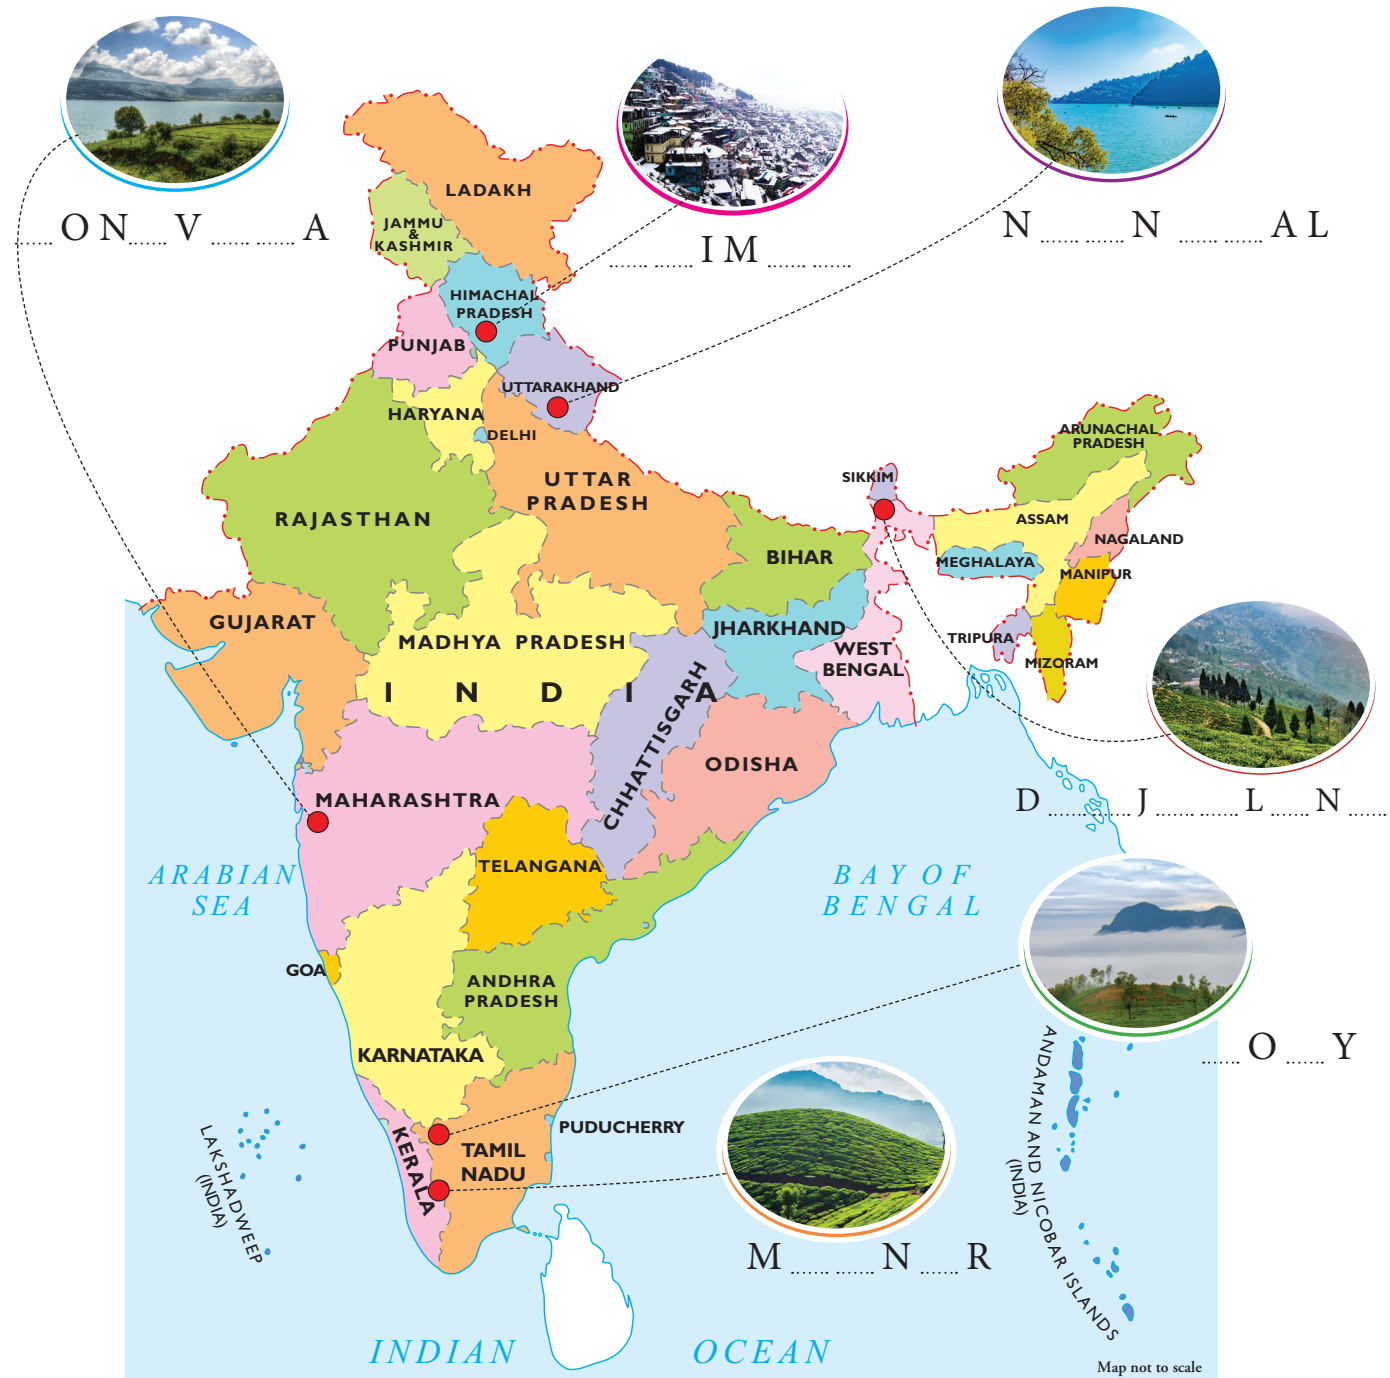 ...... O N ...... V ...... ...... A
...... ...... I M ...... ......
N ...... ...... N ...... ...... A L
LADAKH
JAMMU
&
KASHMIR
HIMACHAL
PRADESH
PUNJAB
UTTARAKHAND
HARYANA
DELHI
UTTAR
PRADESH
RAJASTHAN
SIKKIM
ARUNACHAL
PRADESH
ASSAM
NAGALAND
MEGHALAYA
MANIPUR
BIHAR
GUJARAT
MADHYA PRADESH
JHARKHAND
WEST
BENGAL
TRIPURA
MIZORAM
I N D I A
CHHATTISGARH
ODISHA
MAHARASHTRA
D ...... ...... J ...... ...... L ...... N ......
TELANGANA
ARABIAN
SEA
BAY OF
BENGAL
GOA
ANDHRA
PRADESH
KARNATAKA
...... O ...... Y
PUDUCHERRY
KERALA
TAMIL
NADU
LAKSHADWEEP
(INDIA)
ANDAMAN AND NICOBAR ISLANDS
(INDIA)
M ...... ...... N ...... R
INDIAN OCEAN
Map not to scale